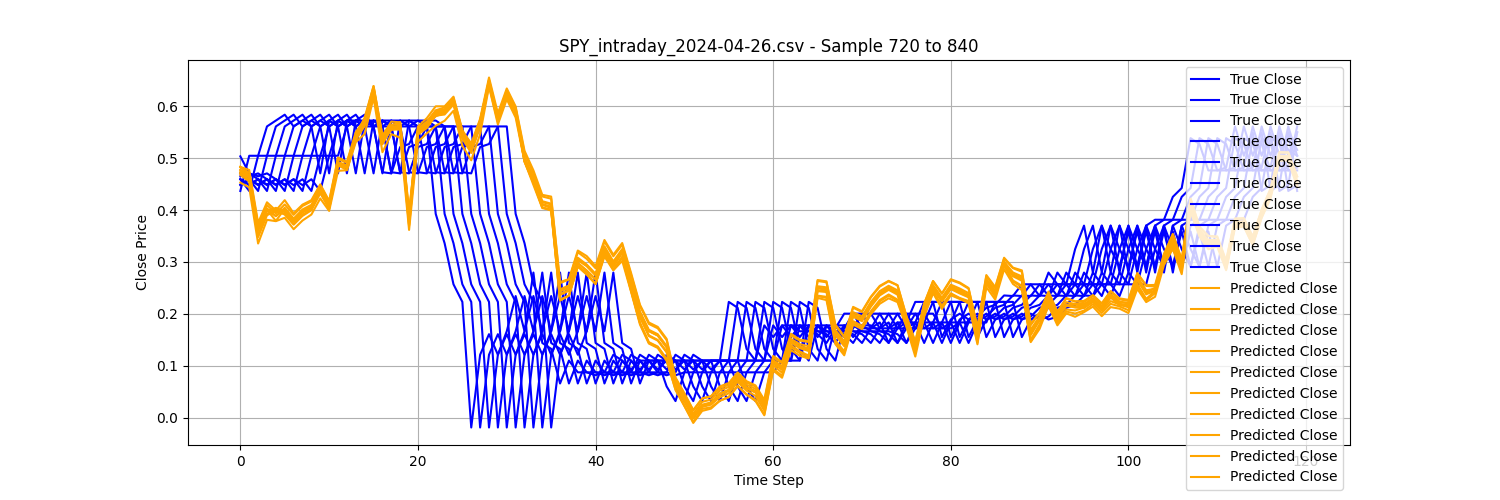 SPY_intraday_2024-04-26.csv - Sample 720 to 840
Close Price
0.6
0.5
0.4
0.3
0.2
0.1
0.0
0 20 40 60 80 100 120
Time Step
True Close
True Close
True Close
True Close
True Close
True Close
True Close
True Close
True Close
True Close
Predicted Close
Predicted Close
Predicted Close
Predicted Close
Predicted Close
Predicted Close
Predicted Close
Predicted Close
Predicted Close
Predicted Close